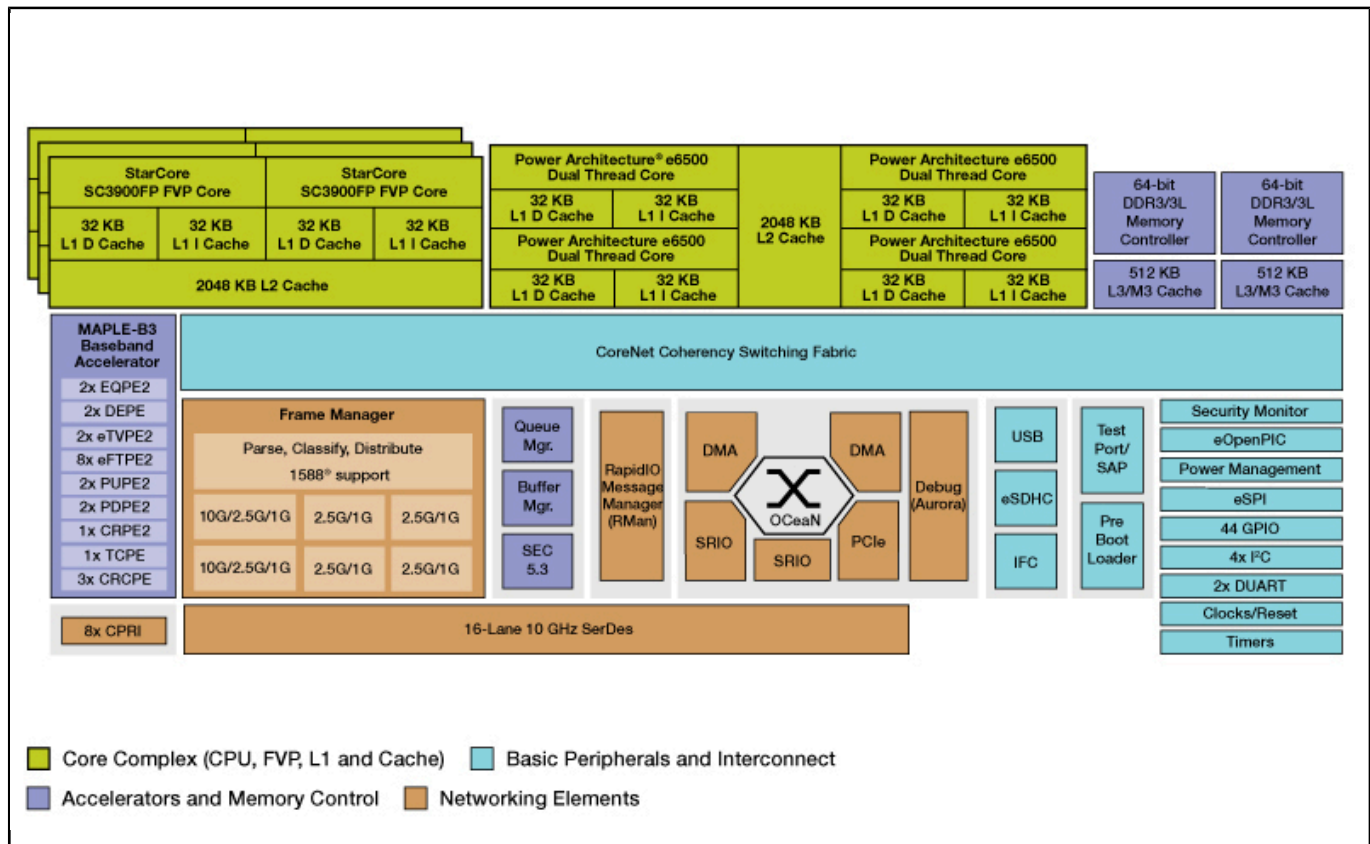 StarCore
SC3900FP FVP Core
StarCore
SC3900FP FVP Core
32 KB
L1 D Cache
32 KB
L1 I Cache
32 KB
L1 D Cache
32 KB
L1 I Cache
2048 KB L2 Cache
Power Architecture® e6500
Dual Thread Core
32 KB
L1 D Cache
32 KB
L1 I Cache
Power Architecture e6500
Dual Thread Core
32 KB
L1 D Cache
32 KB
L1 I Cache
2048 KB
L2 Cache
Power Architecture e6500
Dual Thread Core
32 KB
L1 D Cache
32 KB
L1 I Cache
Power Architecture e6500
Dual Thread Core
32 KB
L1 D Cache
32 KB
L1 I Cache
64-bit
DDR3/3L
Memory
Controller
64-bit
DDR3/3L
Memory
Controller
512 KB
L3/M3 Cache
512 KB
L3/M3 Cache
MAPLE-B3
Baseband
Accelerator
2x EQPE2
2x DEPE
2x eTVPE2
8x eFTPE2
2x PUPE2
2x PDPE2
1x CRPE2
1x TCPE
3x CRCPE
8x CPRI
CoreNet Coherency Switching Fabric
Frame Manager
Parse, Classify, Distribute
1588® support
10G/2.5G/1G
2.5G/1G
2.5G/1G
10G/2.5G/1G
2.5G/1G
2.5G/1G
Queue
Mgr.
Buffer
Mgr.
SEC
5.3
RapidIO
Message
Manager
(RMan)
DMA
DMA
OCeaN
SRIO
SRIO
PCIe
Debug
(Aurora)
USB
eSDHC
IFC
Test
Port/
SAP
Pre
Boot
Loader
Security Monitor
eOpenPIC
Power Management
eSPI
44 GPIO
4x I²C
2x DUART
Clocks/Reset
Timers
16-Lane 10 GHz SerDes
Core Complex (CPU, FVP, L1 and Cache)
Basic Peripherals and Interconnect
Accelerators and Memory Control
Networking Elements